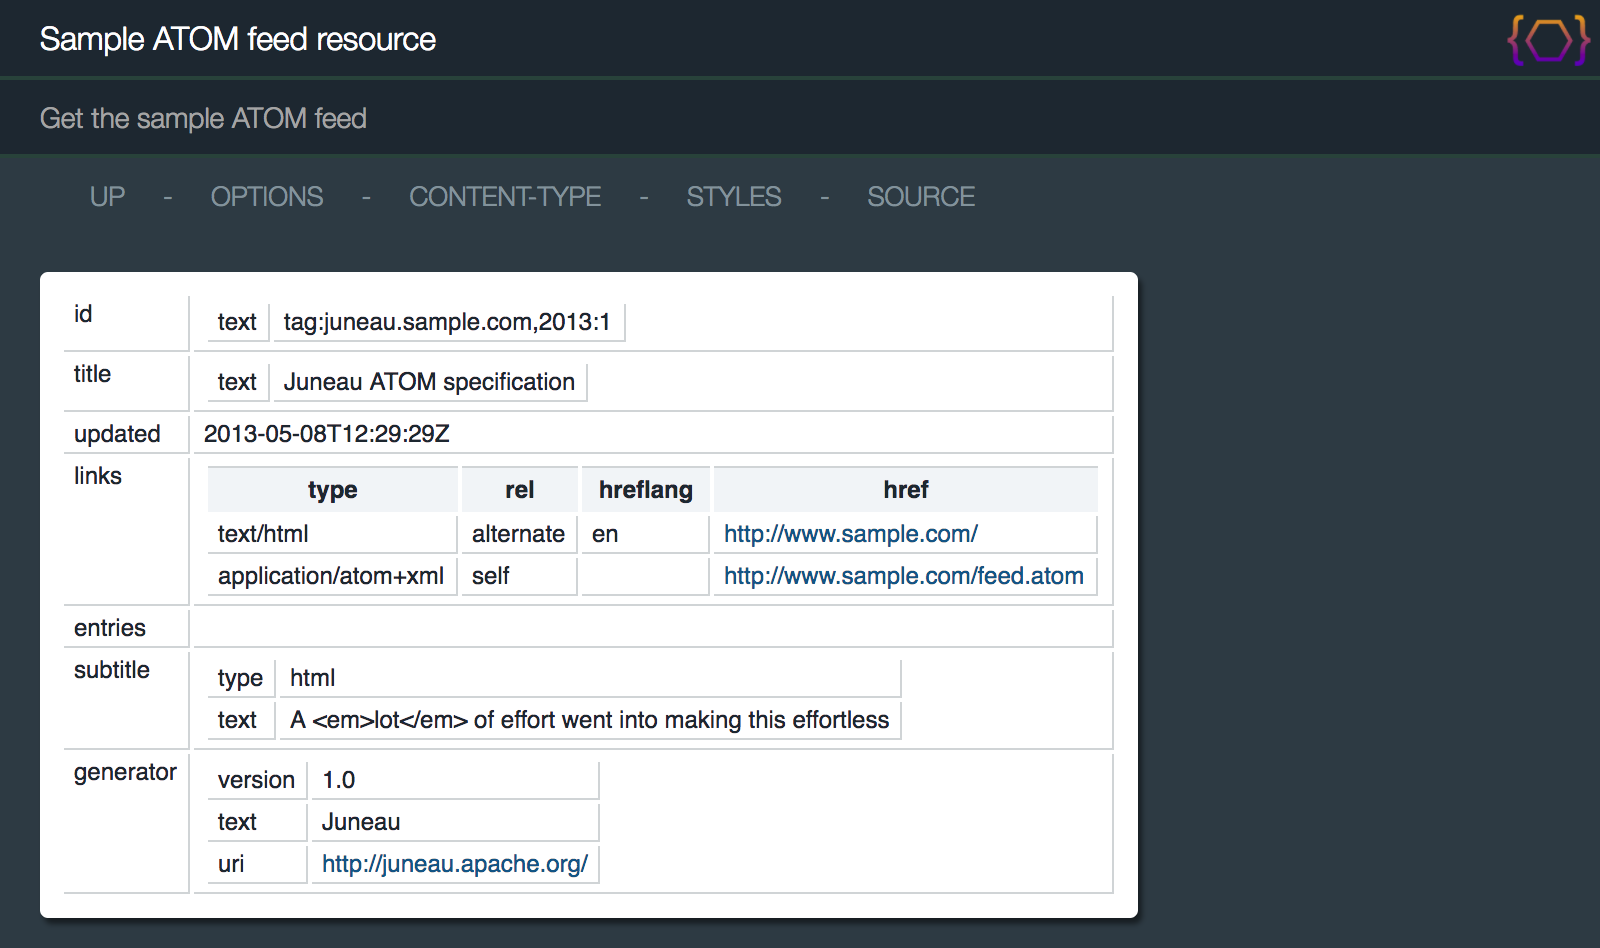 Sample ATOM feed resource
Get the sample ATOM feed
UP - OPTIONS - CONTENT-TYPE - STYLES - SOURCE
id text tag:juneau.sample.com,2013:1
title text Juneau ATOM specification
updated 2013-05-08T12:29:29Z
links type rel hreflang href
text/html alternate en http://www.sample.com/
application/atom+xml self http://www.sample.com/feed.atom
entries
subtitle type html
text A <em>lot</em> of effort went into making this effortless
generator version 1.0
text Juneau
uri http://juneau.apache.org/